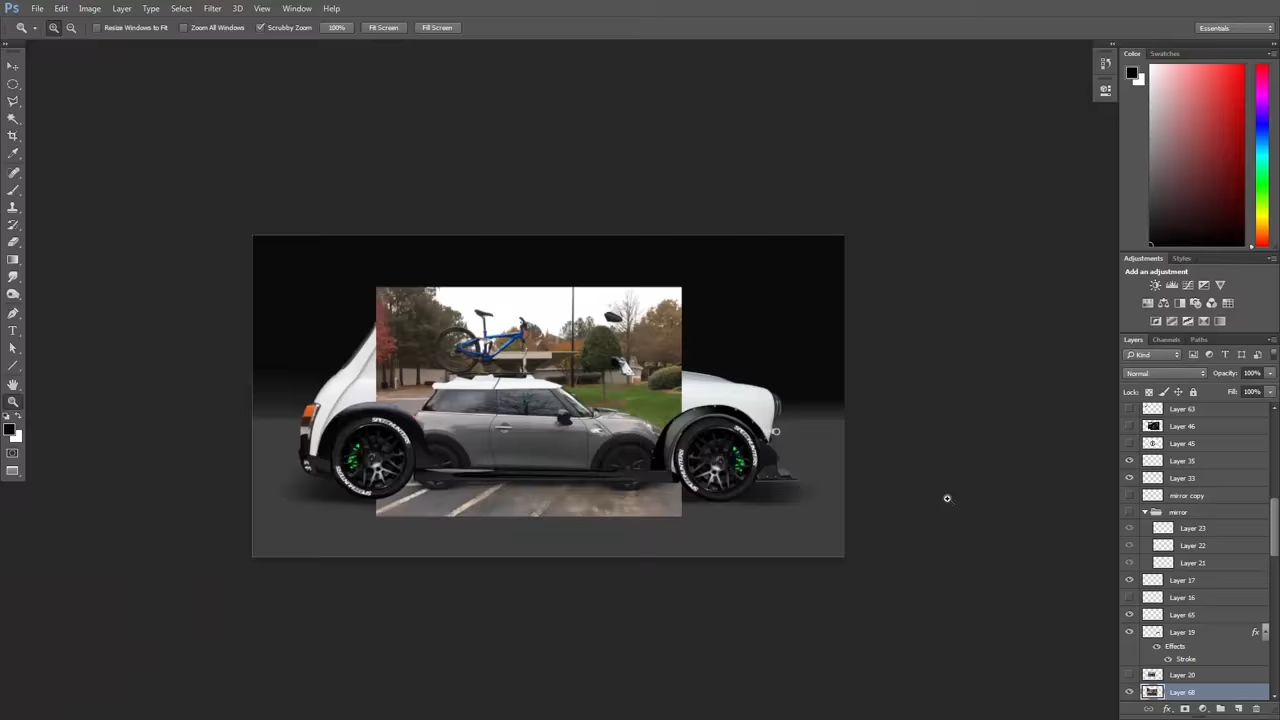 Ps File Edit Image Layer Type Select Filter 3D View Window Help
Resize Windows to Fit Zoom All Windows Scrubby Zoom 100% Fit Screen Fill Screen Essentials
Color Swatches
Adjustments Styles
Add an adjustment
Layers Channels Paths
Kind
Normal Opacity: 100%
Lock: Fill: 100%
Layer 63
Layer 46
Layer 45
Layer 35
Layer 33
mirror copy
mirror
Layer 23
Layer 22
Layer 21
Layer 17
Layer 16
Layer 65
Layer 19 fx
Effects
Stroke
Layer 20
Layer 68
fx